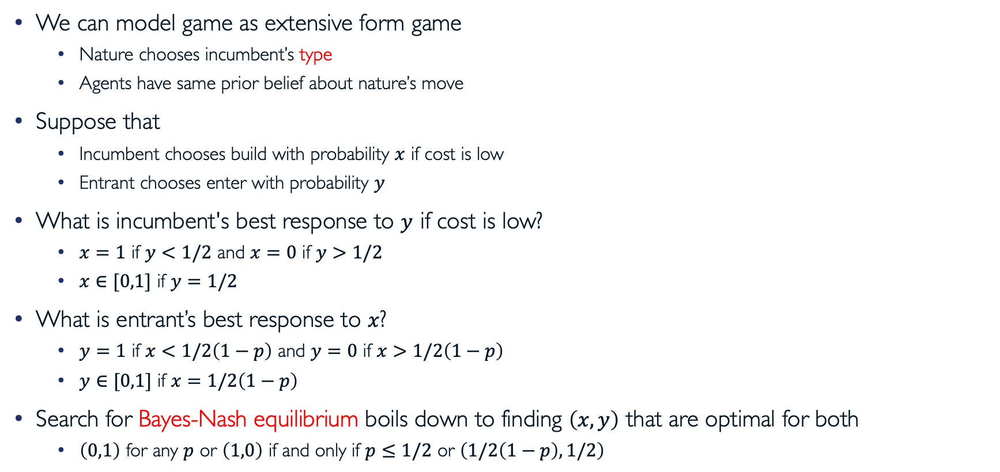 • We can model game as extensive form game
• Nature chooses incumbent’s type
• Agents have same prior belief about nature’s move
• Suppose that
• Incumbent chooses build with probability x if cost is low
• Entrant chooses enter with probability y
• What is incumbent's best response to y if cost is low?
• x = 1 if y < 1/2 and x = 0 if y > 1/2
• x ∈ [0,1] if y = 1/2
• What is entrant’s best response to x?
• y = 1 if x < 1/2(1 − p) and y = 0 if x > 1/2(1 − p)
• y ∈ [0,1] if x = 1/2(1 − p)
• Search for Bayes-Nash equilibrium boils down to finding (x, y) that are optimal for both
• (0,1) for any p or (1,0) if and only if p ≤ 1/2 or (1/2(1 − p), 1/2)